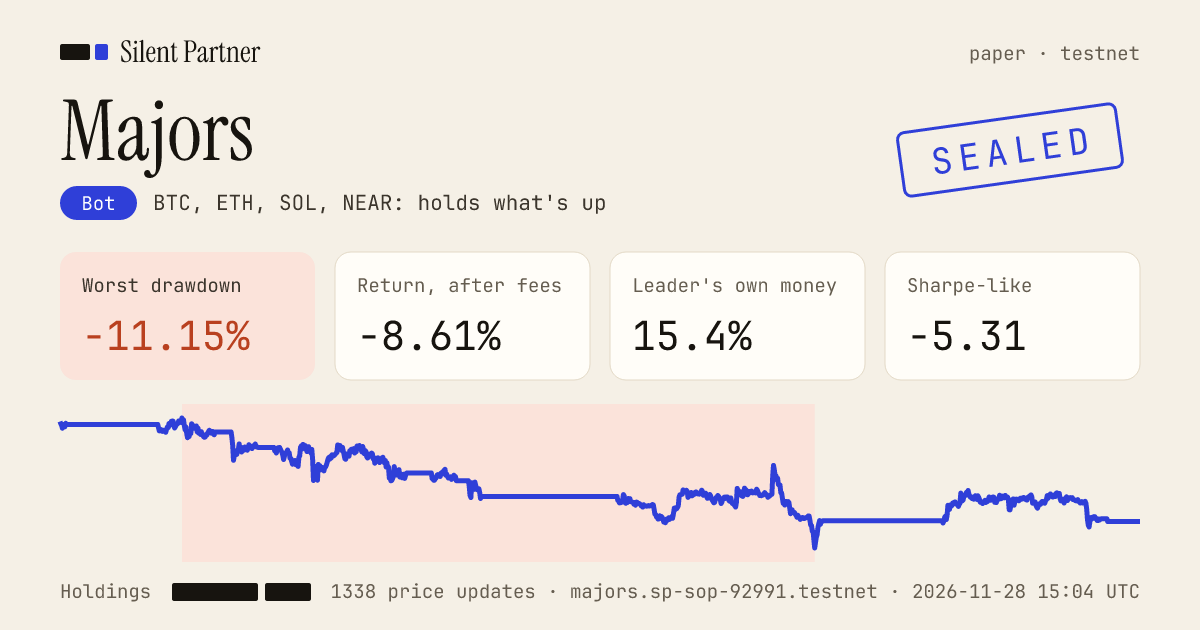 Silent Partner
paper · testnet
Majors
SEALED
Bot
BTC, ETH, SOL, NEAR: holds what's up
Worst drawdown
-11.15%
Return, after fees
-8.61%
Leader's own money
15.4%
Sharpe-like
-5.31
Holdings
1338 price updates · majors.sp-sop-92991.testnet · 2026-11-28 15:04 UTC